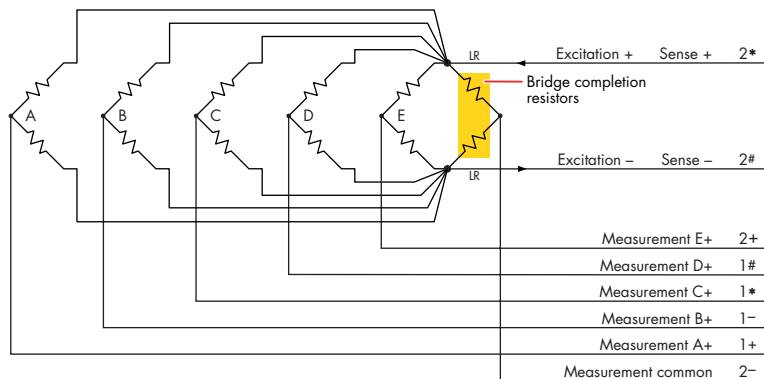 LR
Excitation + Sense + 2*
Bridge completion
resistors
A
B
C
D
E
Excitation – Sense – 2#
LR
Measurement E+ 2+
Measurement D+ 1#
Measurement C+ 1*
Measurement B+ 1–
Measurement A+ 1+
Measurement common 2–